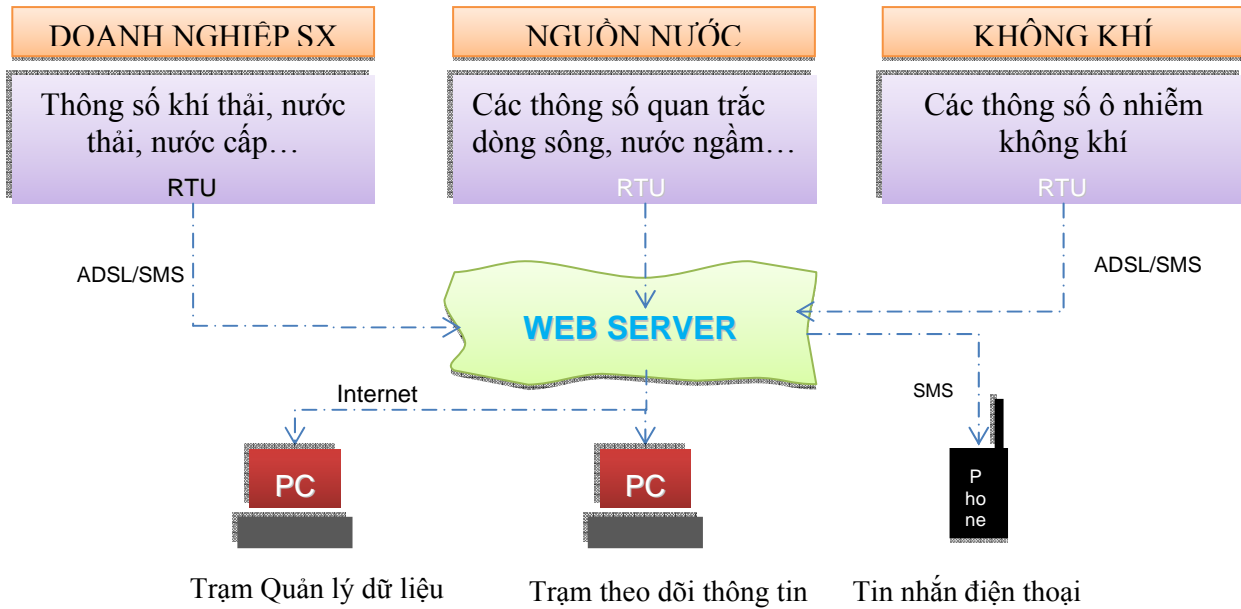 DOANH NGHIỆP SX
NGUỒN NƯỚC
KHÔNG KHÍ
Thông số khí thải, nước
thải, nước cấp…
RTU
Các thông số quan trắc
dòng sông, nước ngầm…
RTU
Các thông số ô nhiễm
không khí
RTU
ADSL/SMS
ADSL/SMS
WEB SERVER
Internet
SMS
PC
PC
P
ho
ne
Trạm Quản lý dữ liệu
Trạm theo dõi thông tin
Tin nhắn điện thoại